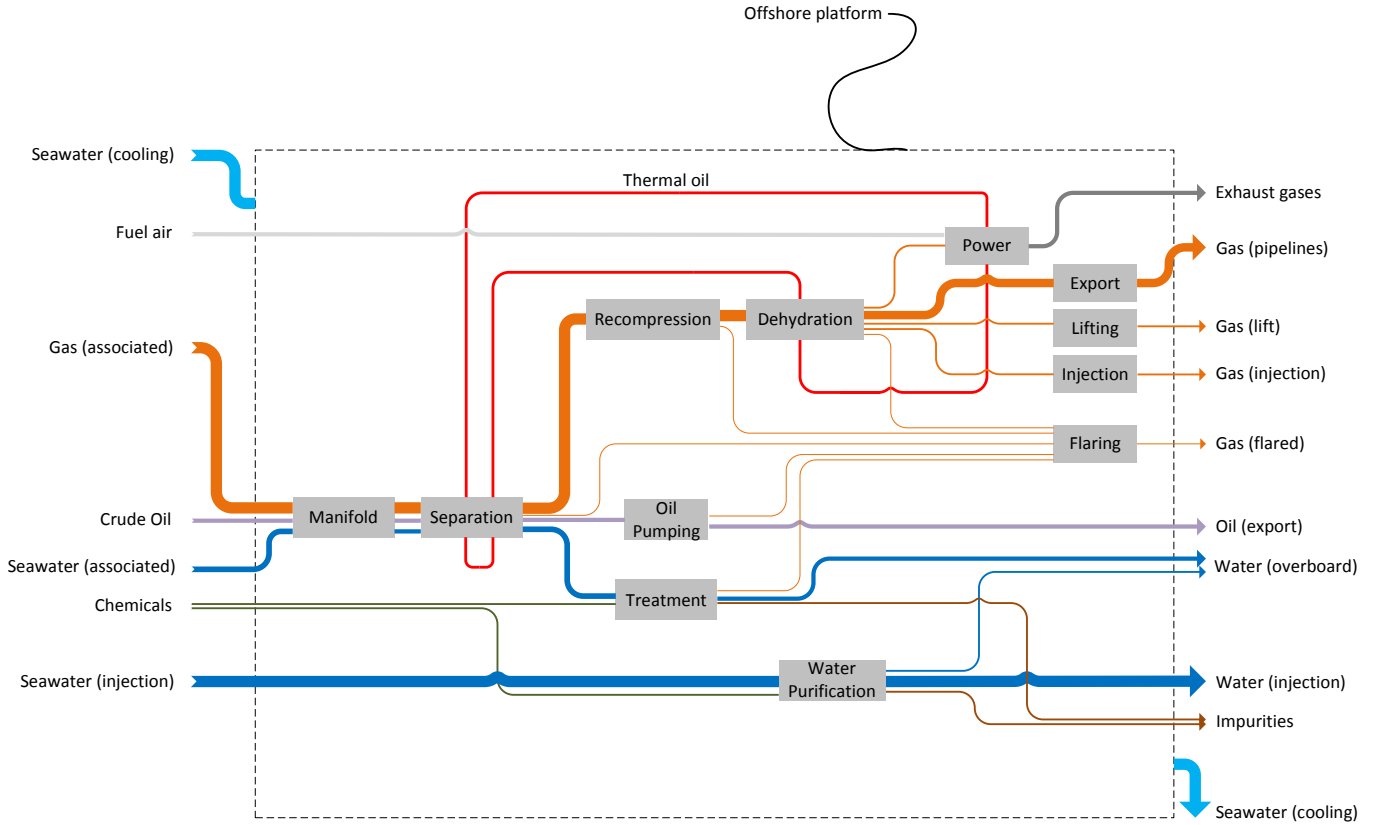 Offshore platform
Seawater (cooling)
Thermal oil
Exhaust gases
Fuel air
Power
Gas (pipelines)
Export
Recompression
Dehydration
Lifting
Gas (lift)
Gas (associated)
Injection
Gas (injection)
Flaring
Gas (flared)
Manifold
Separation
Oil
Pumping
Crude Oil
Oil (export)
Seawater (associated)
Water (overboard)
Chemicals
Treatment
Seawater (injection)
Water
Purification
Water (injection)
Impurities
Seawater (cooling)